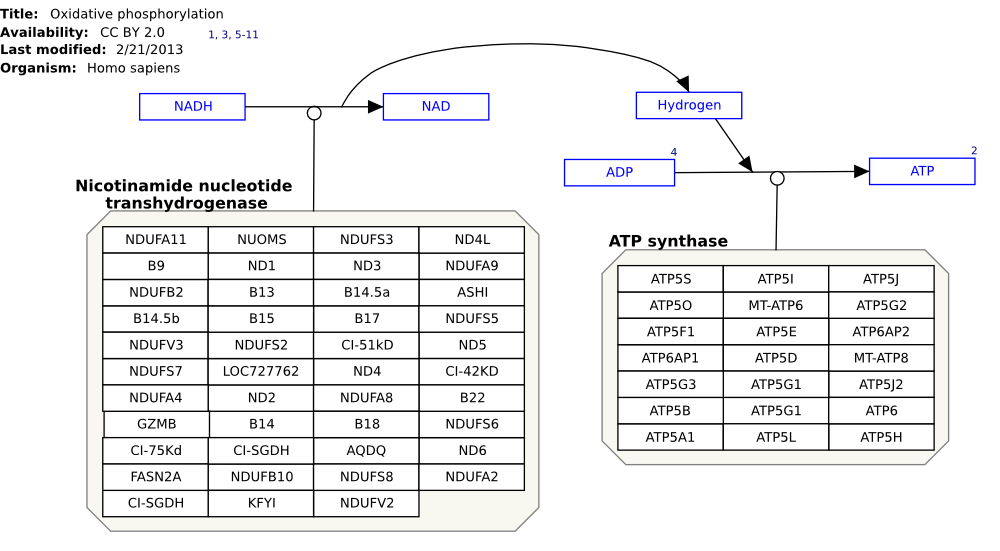 Title: Oxidative phosphorylation
Availability: CC BY 2.0
1, 3, 5-11
Last modified: 2/21/2013
Organism: Homo sapiens
NADH
NAD
Hydrogen
4
2
ADP
ATP
Nicotinamide nucleotide
transhydrogenase
NDUFA11 NUOMS NDUFS3 ND4L
B9 ND1 ND3 NDUFA9
NDUFB2 B13 B14.5a ASHI
B14.5b B15 B17 NDUFS5
NDUFV3 NDUFS2 CI-51kD ND5
NDUFS7 LOC727762 ND4 CI-42KD
NDUFA4 ND2 NDUFA8 B22
GZMB B14 B18 NDUFS6
CI-75Kd CI-SGDH AQDQ ND6
FASN2A NDUFB10 NDUFS8 NDUFA2
CI-SGDH KFYI NDUFV2
ATP synthase
ATP5S ATP5I ATP5J
ATP5O MT-ATP6 ATP5G2
ATP5F1 ATP5E ATP6AP2
ATP6AP1 ATP5D MT-ATP8
ATP5G3 ATP5G1 ATP5J2
ATP5B ATP5G1 ATP6
ATP5A1 ATP5L ATP5H